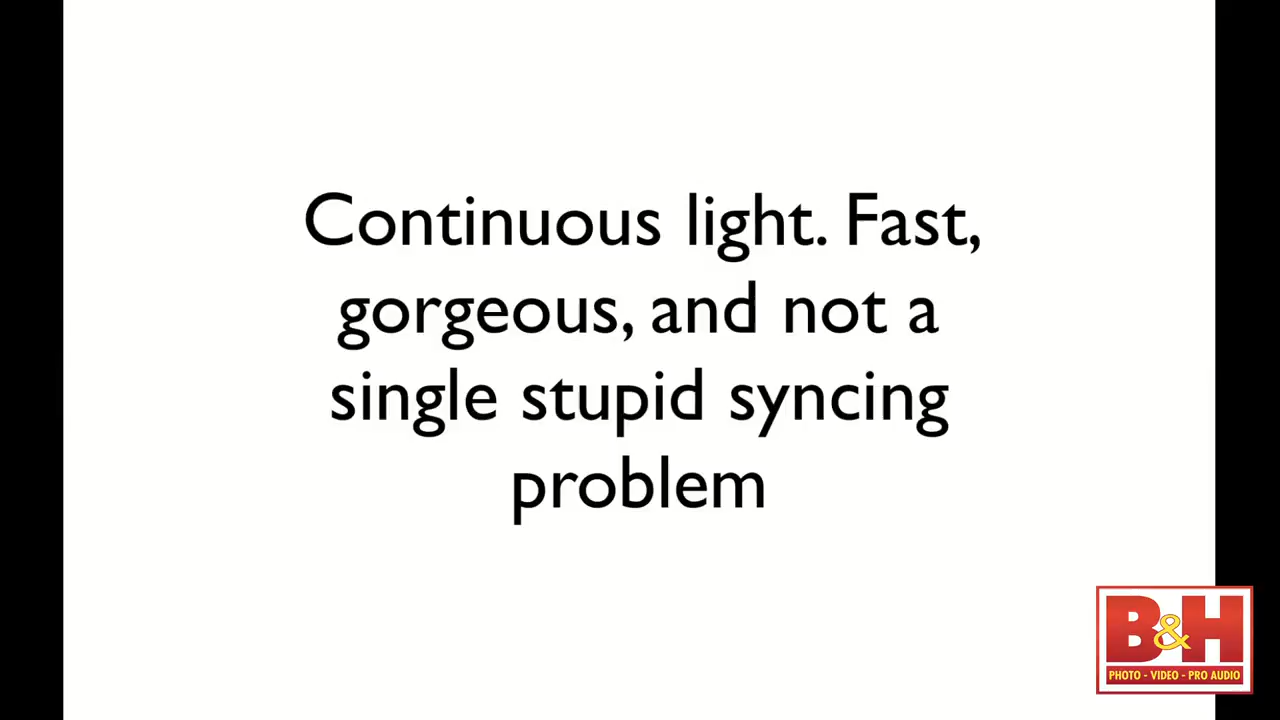 Continuous light. Fast,
gorgeous, and not a
single stupid syncing
problem
B&H
PHOTO - VIDEO - PRO AUDIO